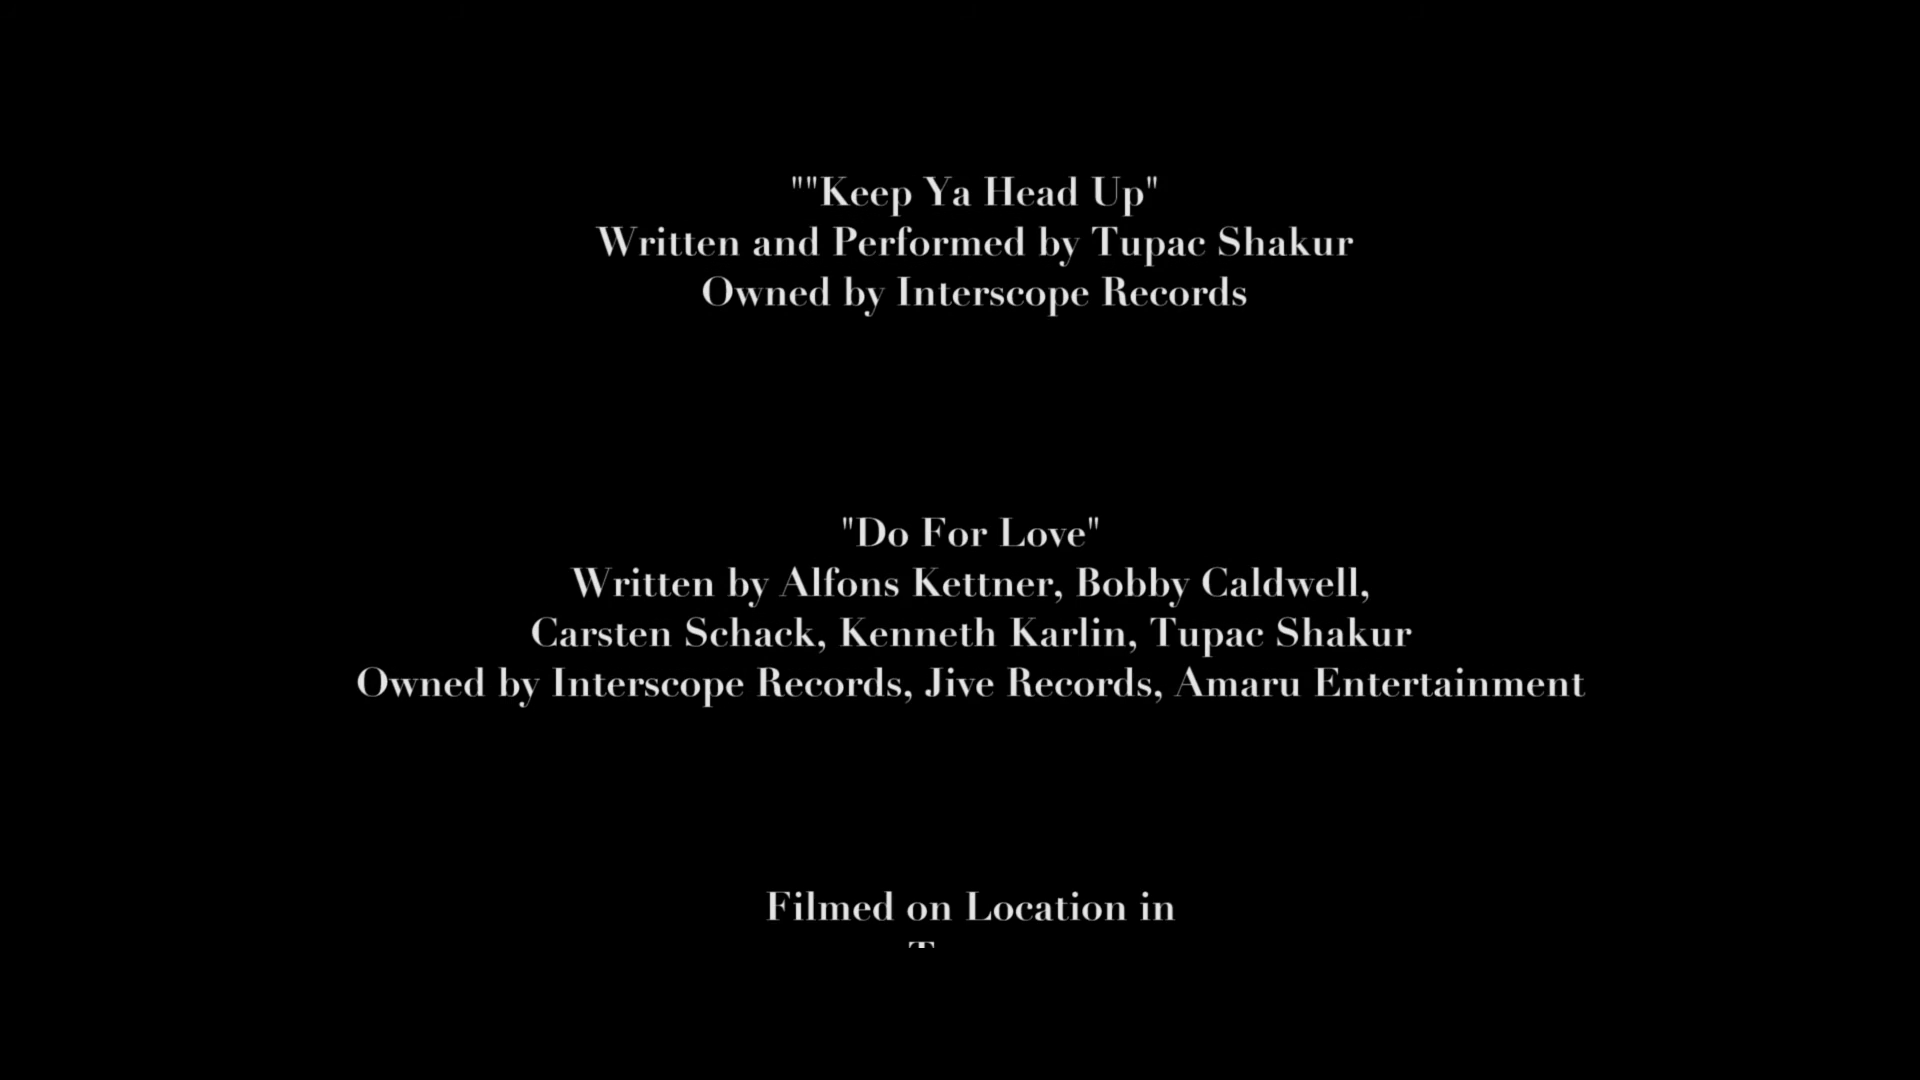 ""Keep Ya Head Up"
Written and Performed by Tupac Shakur
Owned by Interscope Records
"Do For Love"
Written by Alfons Kettner, Bobby Caldwell,
Carsten Schack, Kenneth Karlin, Tupac Shakur
Owned by Interscope Records, Jive Records, Amaru Entertainment
Filmed on Location in